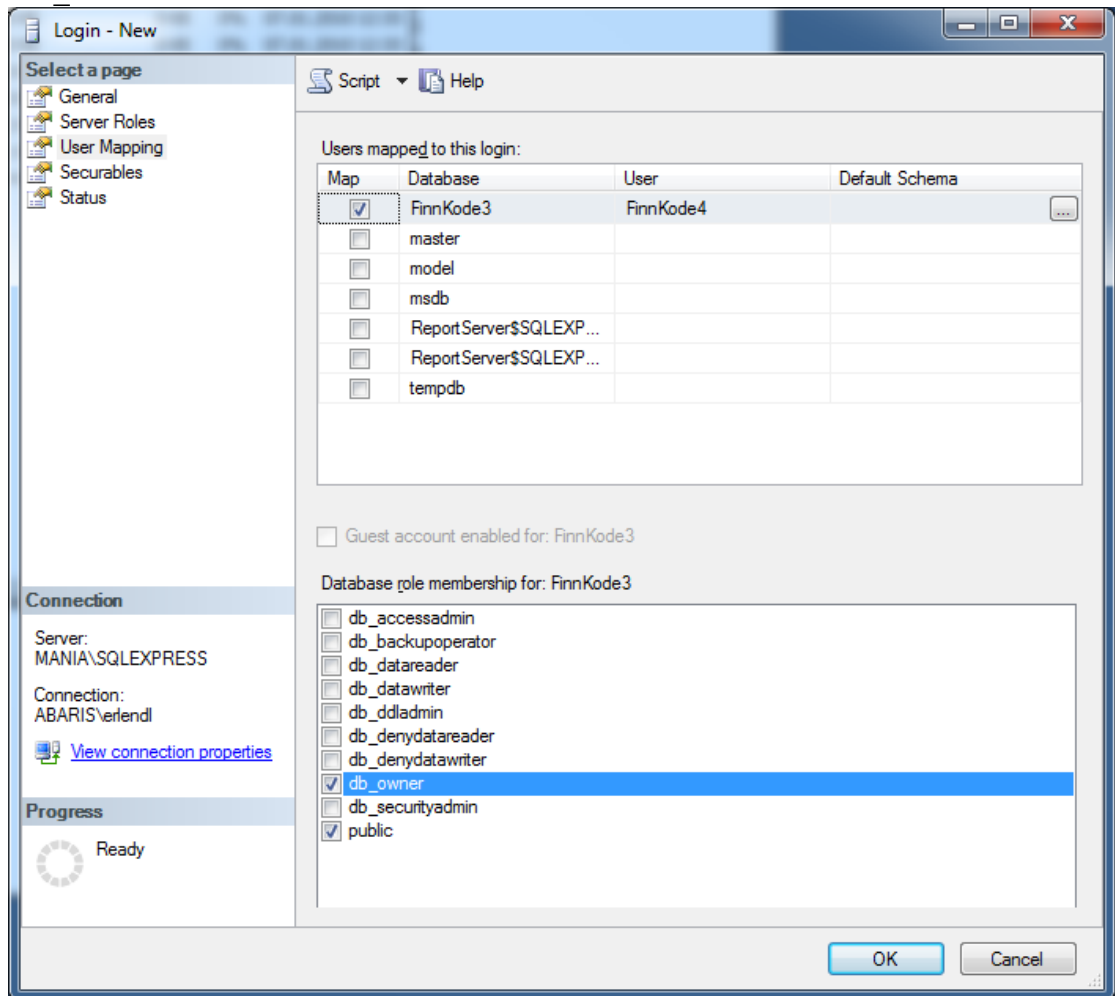 Login - New
Select a page
General
Server Roles
User Mapping
Securables
Status
Script Help
Users mapped to this login:
Map Database User Default Schema
FinnKode3 FinnKode4 ...
master
model
msdb
ReportServer$SQLEXP...
ReportServer$SQLEXP...
tempdb
Guest account enabled for: FinnKode3
Database role membership for: FinnKode3
db_accessadmin
db_backupoperator
db_datareader
db_datawriter
db_ddladmin
db_denydatareader
db_denydatawriter
db_owner
db_securityadmin
public
Connection
Server:
MANIA\SQLEXPRESS
Connection:
ABARIS\erlendl
View connection properties
Progress
Ready
OK Cancel